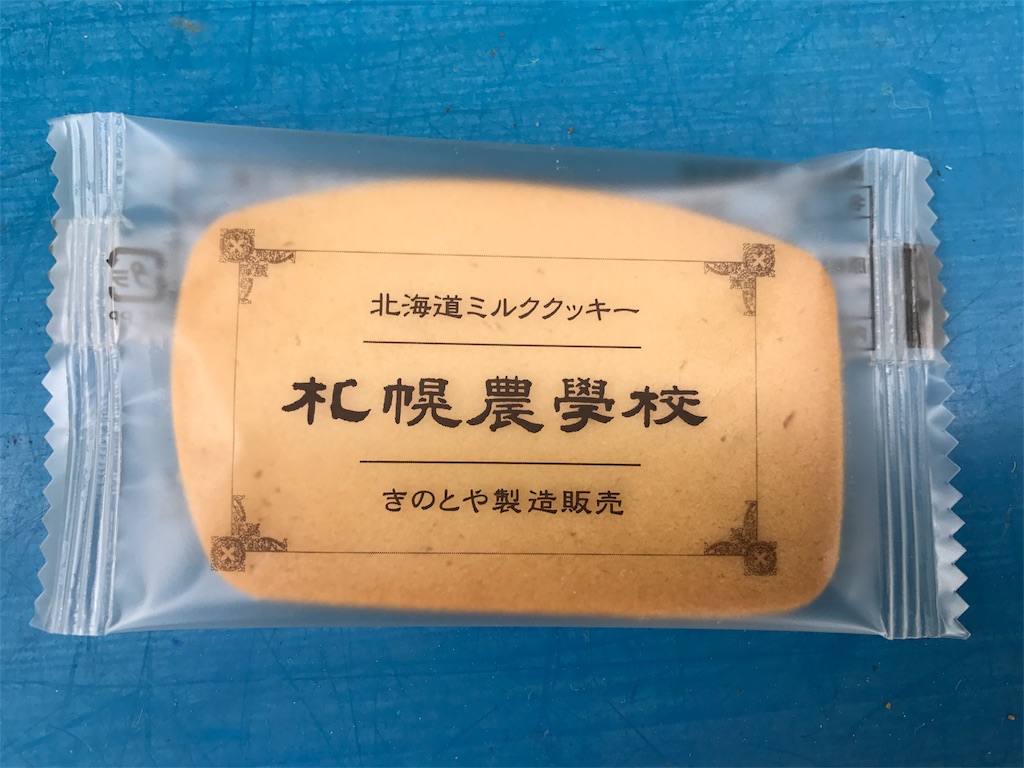 北海道ミルククッキー
札幌農學校
きのとや製造販売